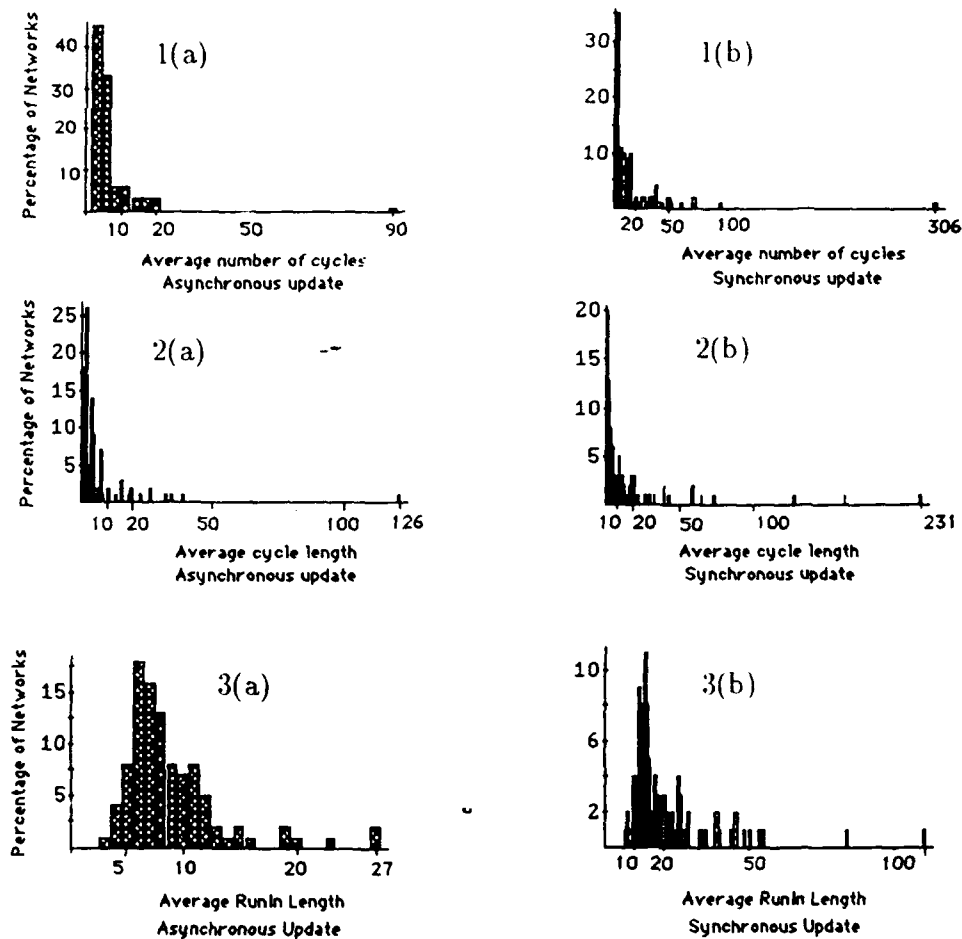 Percentage of Networks
40
30
20
10
1(a)
10 20 50 90
Average number of cycles
Asynchronous update
30
20
10
1(b)
20 50 100 306
Average number of cycles
Synchronous update
Percentage of Networks
25
20
15
10
5
2(a)
10 20 50 100 126
Average cycle length
Asynchronous update
20
15
10
5
2(b)
10 20 50 100 231
Average cycle length
Synchronous update
Percentage of Networks
15
10
5
3(a)
5 10 20 27
Average RunIn Length
Asynchronous Update
10
6
2
3(b)
10 20 50 100
Average RunIn Length
Synchronous Update